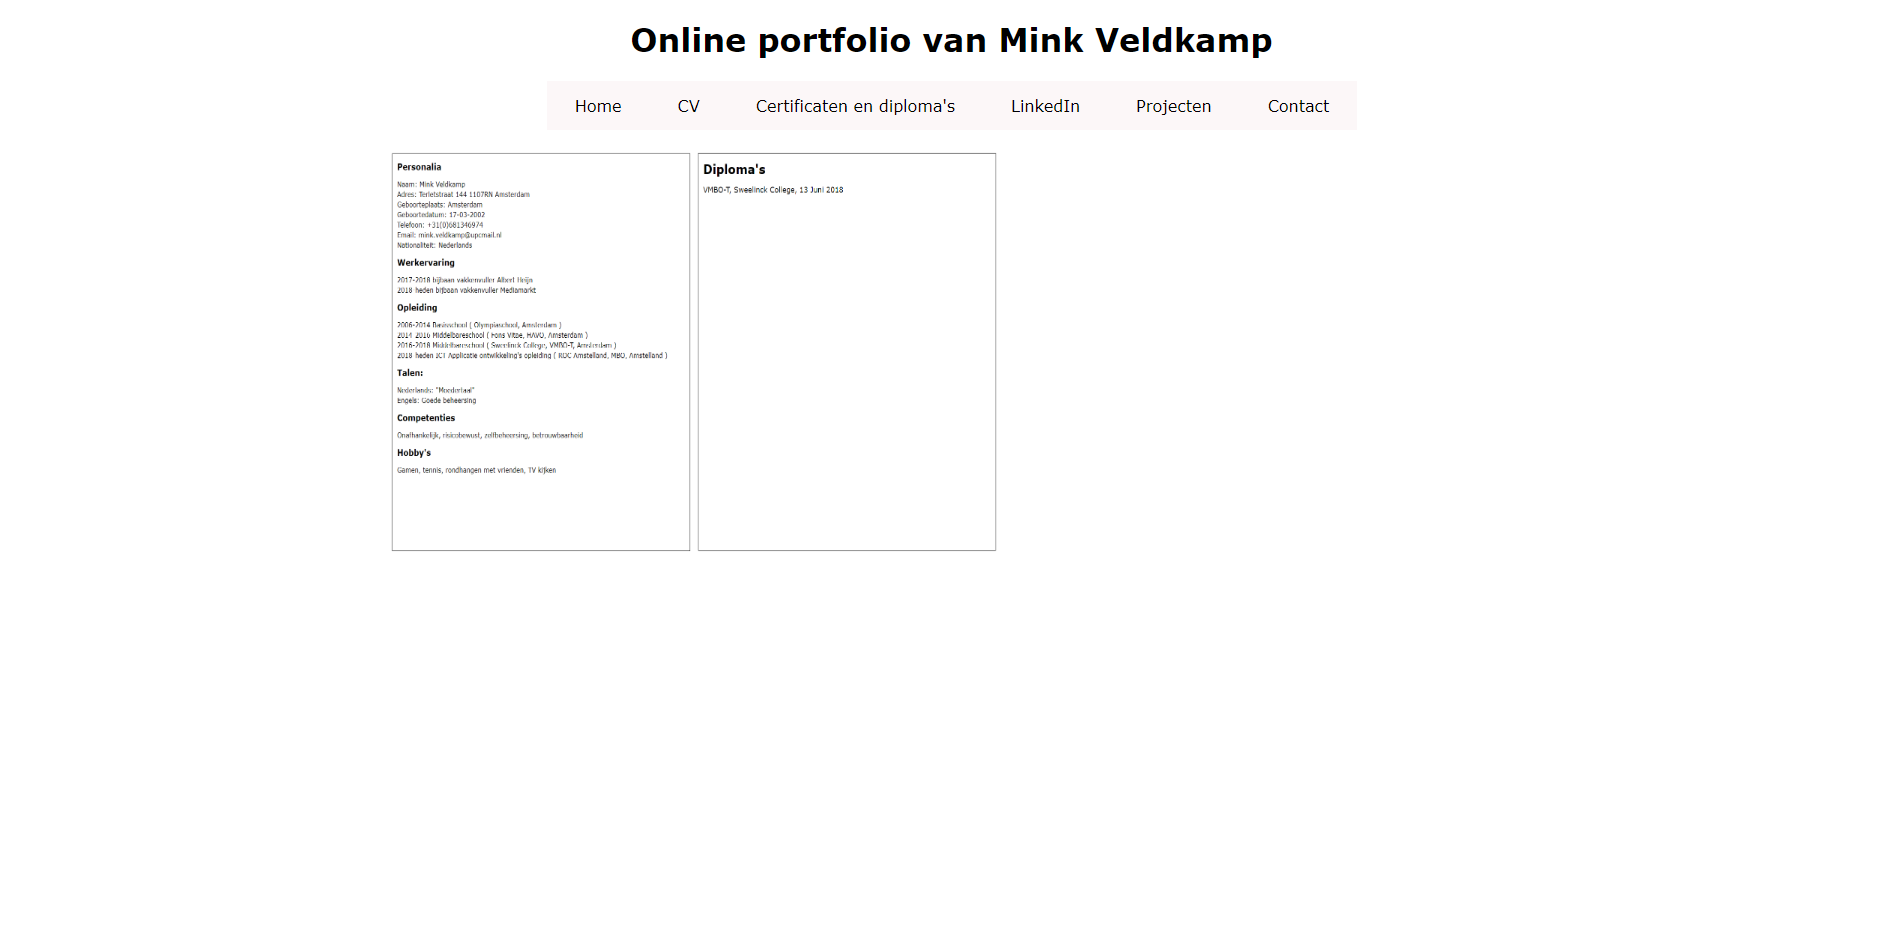 Online portfolio van Mink Veldkamp
Home CV Certificaten en diploma's LinkedIn Projecten Contact
Personalia
Naam: Mink Veldkamp
Adres: Terletstraat 144 1107RN Amsterdam
Geboorteplaats: Amsterdam
Geboortedatum: 17-03-2002
Telefoon: +31(0)681346974
Email: mink.veldkamp@upcmail.nl
Nationaliteit: Nederlands
Werkervaring
2017-2018 bijbaan vakkenvuller Albert Heijn
2018-heden bijbaan vakkenvuller Mediamarkt
Opleiding
2006-2014 Basisschool ( Olympiaschool, Amsterdam )
2014-2016 Middelbareschool ( Fons Vitae, HAVO, Amsterdam )
2016-2018 Middelbareschool ( Sweelinck College, VMBO-T, Amsterdam )
2018-heden ICT Applicatie ontwikkeling's opleiding ( ROC Amstelland, MBO, Amstelland )
Talen:
Nederlands: "Moedertaal"
Engels: Goede beheersing
Competenties
Onafhankelijk, risicobewust, zelfbeheersing, betrouwbaarheid
Hobby's
Gamen, tennis, rondhangen met vrienden, TV kijken
Diploma's
VMBO-T, Sweelinck College, 13 Juni 2018